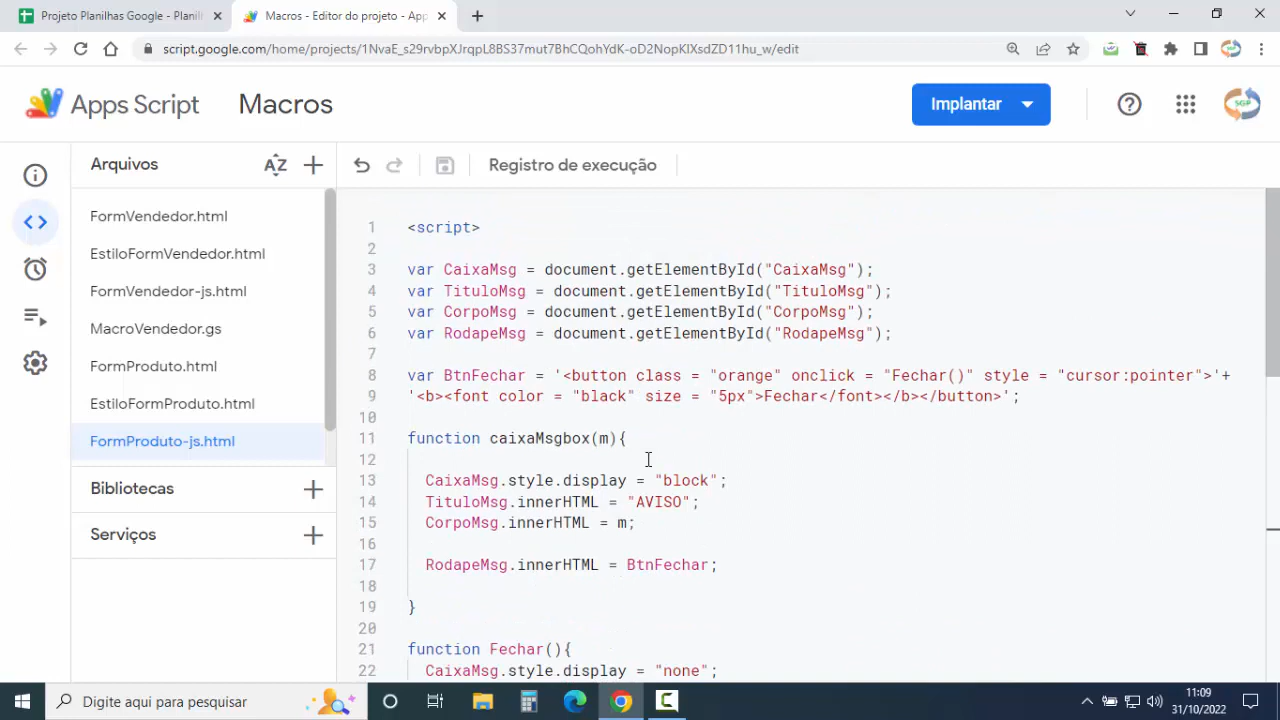 Projeto Planilhas Google - Planil
Macros - Editor do projeto - App
script.google.com/home/projects/1NvaE_s29rvbpXJrqpL8BS37mut7BhCQohYdK-oD2NopKIXsdZD11hu_w/edit
Apps Script
Macros
Implantar
SGP
Arquivos
AZ
Registro de execução
FormVendedor.html
EstiloFormVendedor.html
FormVendedor-js.html
MacroVendedor.gs
FormProduto.html
EstiloFormProduto.html
FormProduto-js.html
Bibliotecas
Serviços
1 <script>
2
3 var CaixaMsg = document.getElementById("CaixaMsg");
4 var TituloMsg = document.getElementById("TituloMsg");
5 var CorpoMsg = document.getElementById("CorpoMsg");
6 var RodapeMsg = document.getElementById("RodapeMsg");
7
8 var BtnFechar = '<button class = "orange" onclick = "Fechar()" style = "cursor:pointer">'+
9 '<b><font color = "black" size = "5px">Fechar</font></b></button>';
10
11 function caixaMsgbox(m){
12
13 CaixaMsg.style.display = "block";
14 TituloMsg.innerHTML = "AVISO";
15 CorpoMsg.innerHTML = m;
16
17 RodapeMsg.innerHTML = BtnFechar;
18
19 }
20
21 function Fechar(){
22 CaixaMsg.style.display = "none";
Digite aqui para pesquisar
11:09
31/10/2022